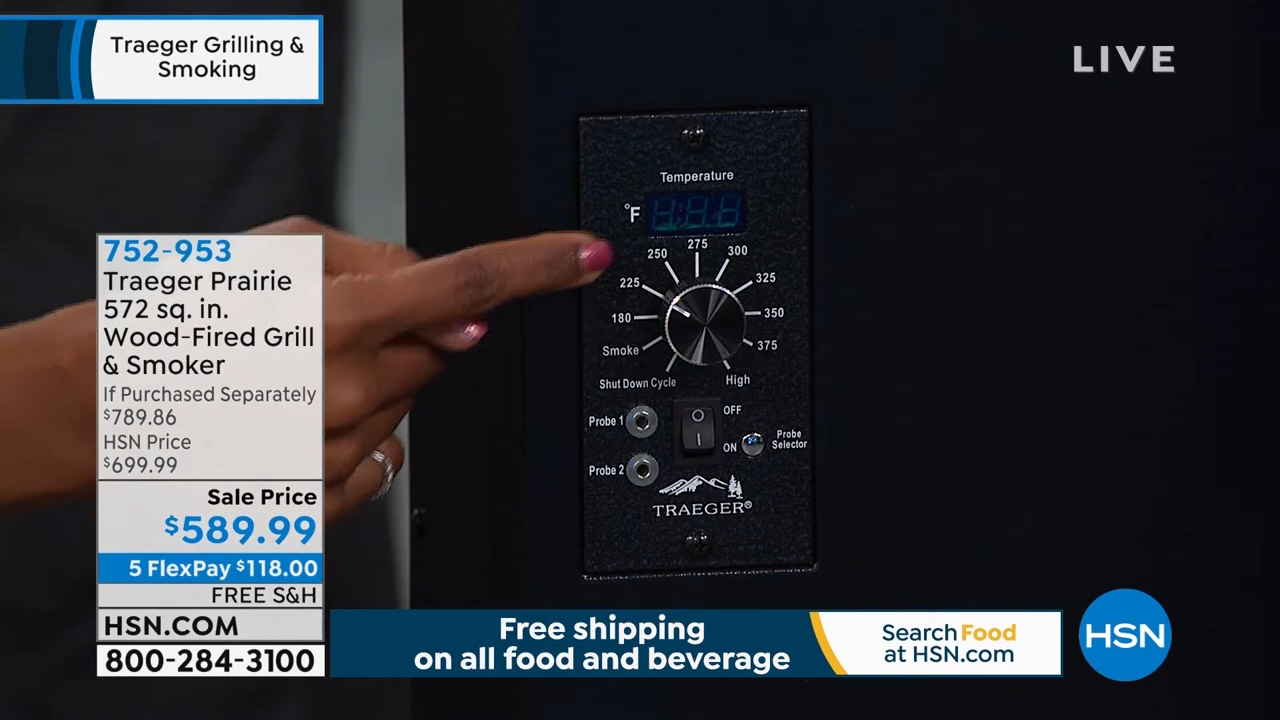 Traeger Grilling &
Smoking
LIVE
752-953
Traeger Prairie
572 sq. in.
Wood-Fired Grill
& Smoker
If Purchased Separately
$789.86
HSN Price
$699.99
Sale Price
$589.99
5 FlexPay $118.00
FREE S&H
HSN.COM
800-284-3100
Temperature
°F
275
250
300
225
325
180
350
Smoke
375
Shut Down Cycle
High
Probe 1
OFF
ON
Probe
Selector
Probe 2
TRAEGER®
Free shipping
on all food and beverage
Search Food
at HSN.com
HSN